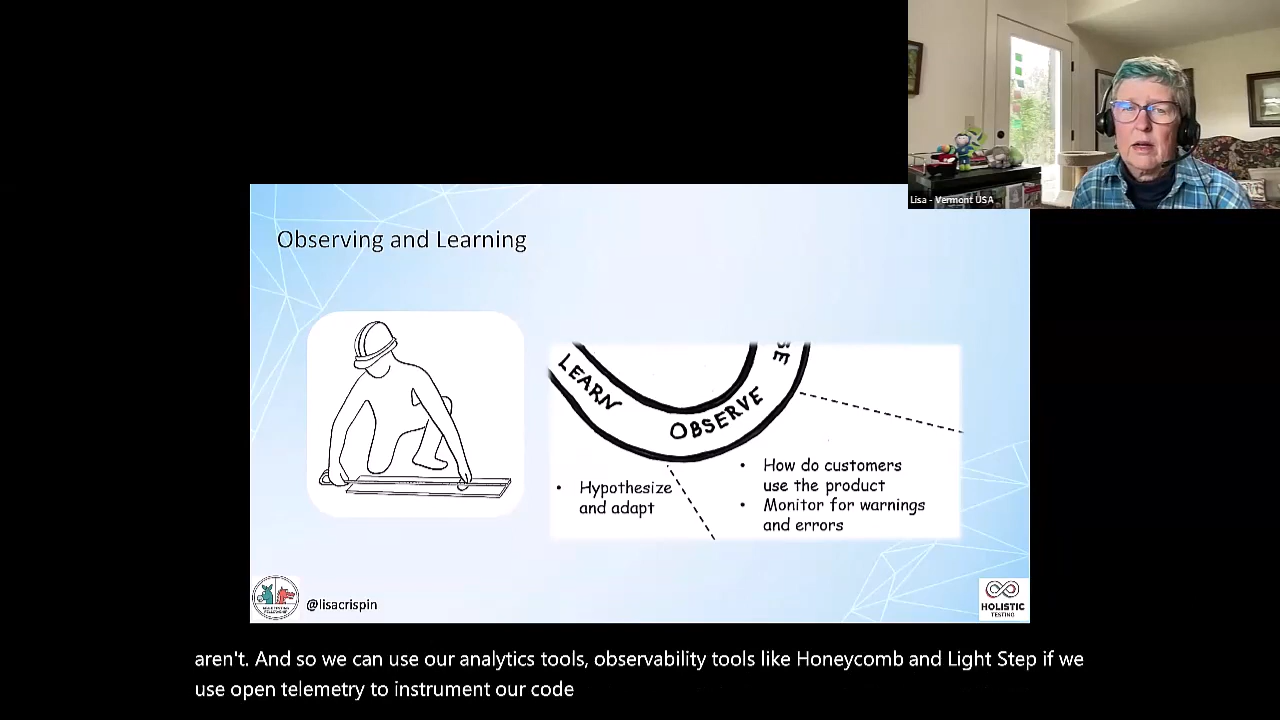 Lisa - Vermont USA
Observing and Learning
LEARN
OBSERVE
BE
• Hypothesize
and adapt
• How do customers
use the product
• Monitor for warnings
and errors
@lisacrispin
HOLISTIC
TESTING
aren't. And so we can use our analytics tools, observability tools like Honeycomb and Light Step if we
use open telemetry to instrument our code